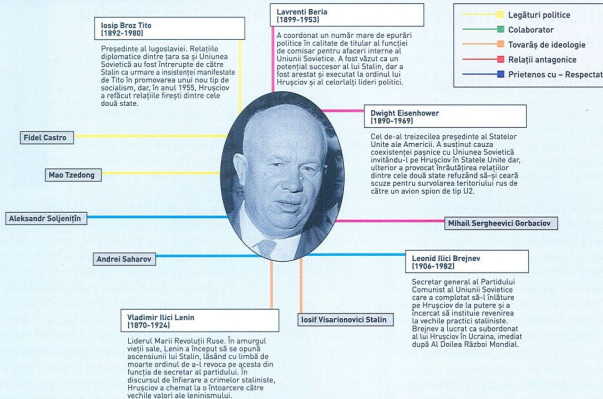 Iosip Broz Tito
(1892-1980)
Președinte al Iugoslaviei. Relațiile
diplomatice dintre țara sa și Uniunea
Sovietică au fost întrerupte de către
Stalin ca urmare a insistenței manifestate
de Tito în promovarea unui nou tip de
socialism, dar, în anul 1955, Hrușciov
a refăcut relațiile firești dintre cele
două state.
Lavrenti Beria
(1899-1953)
A coordonat un număr mare de epurări
politice în calitate de titular al funcției
de comisar pentru afaceri interne al
Uniunii Sovietice. A fost văzut ca un
potențial succesor al lui Stalin, dar a
fost arestat și executat la ordinul lui
Hrușciov și al celorlalți lideri politici.
Legături politice
Colaborator
Tovarăș de ideologie
Relații antagonice
Prietenos cu – Respectat
Dwight Eisenhower
(1890-1969)
Cel de-al treizecilea președinte al Statelor
Unite ale Americii. A susținut cauza
coexistenței pașnice cu Uniunea Sovietică
invitându-l pe Hrușciov în Statele Unite dar,
ulterior a provocat înrăutățirea relațiilor
dintre cele două state refuzând să-și ceară
scuze pentru survolarea teritoriului rus de
către un avion spion de tip U2.
Fidel Castro
Mao Tzedong
Aleksandr Soljenițîn
Andrei Saharov
Mihail Sergheevici Gorbaciov
Leonid Ilici Brejnev
(1906-1982)
Secretar general al Partidului
Comunist al Uniunii Sovietice
care a complotat să-l înlăture
pe Hrușciov de la putere și a
încercat să instituie revenirea
la vechile practici staliniste.
Brejnev a lucrat ca subordonat
al lui Hrușciov în Ucraina, imediat
după Al Doilea Război Mondial.
Vladimir Ilici Lenin
(1870-1924)
Liderul Marii Revoluții Ruse. În amurgul
vieții sale, Lenin a început să se opună
ascensiunii lui Stalin, lăsând cu limbă de
moarte ordinul de a-l revoca pe acesta din
funcția de secretar al partidului. În
discursul de înfierare a crimelor staliniste,
Hrușciov a chemat la o întoarcere către
vechile valori ale leninismului.
Iosif Visarionovici Stalin